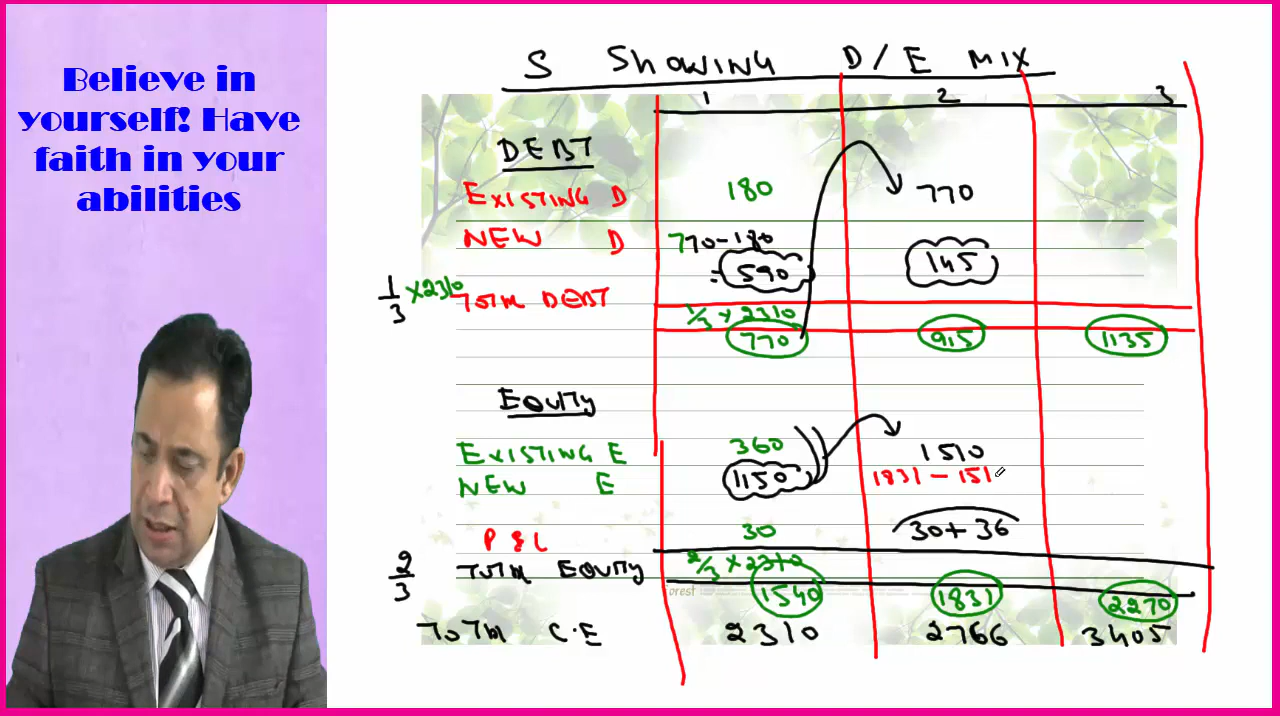 Believe in
yourself! Have
faith in your
abilities
S SHOWING D/E MIX
1 2 3
DEBT
EXISTING D 180 770
NEW D 770-180
590 145
1/3 × 2310 TOTAL DEBT 1/3 × 2310
770 915 1135
EQUITY
EXISTING E 360 1510
NEW E 1150 1831 - 151
P & L 30 30 + 36
2/3 TOTAL EQUITY 2/3 × 2310
1540 1831 2270
TOTAL C.E 2310 2766 3405